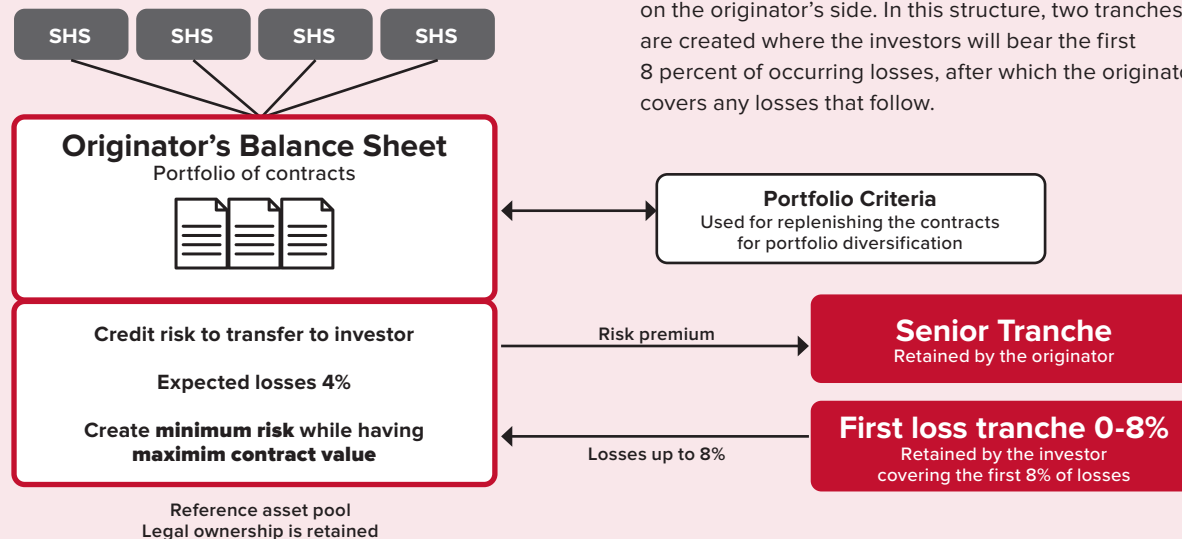 on the originator’s side. In this structure, two tranches
are created where the investors will bear the first
8 percent of occurring losses, after which the originato
covers any losses that follow.
SHS
SHS
SHS
SHS
Originator’s Balance Sheet
Portfolio of contracts
Portfolio Criteria
Used for replenishing the contracts
for portfolio diversification
Credit risk to transfer to investor
Expected losses 4%
Create minimum risk while having
maximim contract value
Risk premium
Senior Tranche
Retained by the originator
Losses up to 8%
First loss tranche 0-8%
Retained by the investor
covering the first 8% of losses
Reference asset pool
Legal ownership is retained